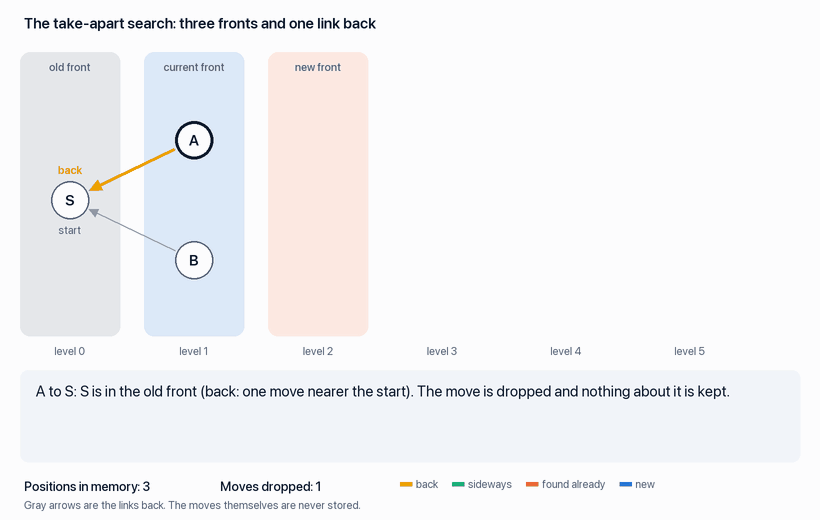 The take-apart search: three fronts and one link back
old front
current front
new front
A
back
S
start
B
level 0
level 1
level 2
level 3
level 4
level 5
A to S: S is in the old front (back: one move nearer the start). The move is dropped and nothing about it is kept.
Positions in memory: 3
Moves dropped: 1
back
sideways
found already
new
Gray arrows are the links back. The moves themselves are never stored.